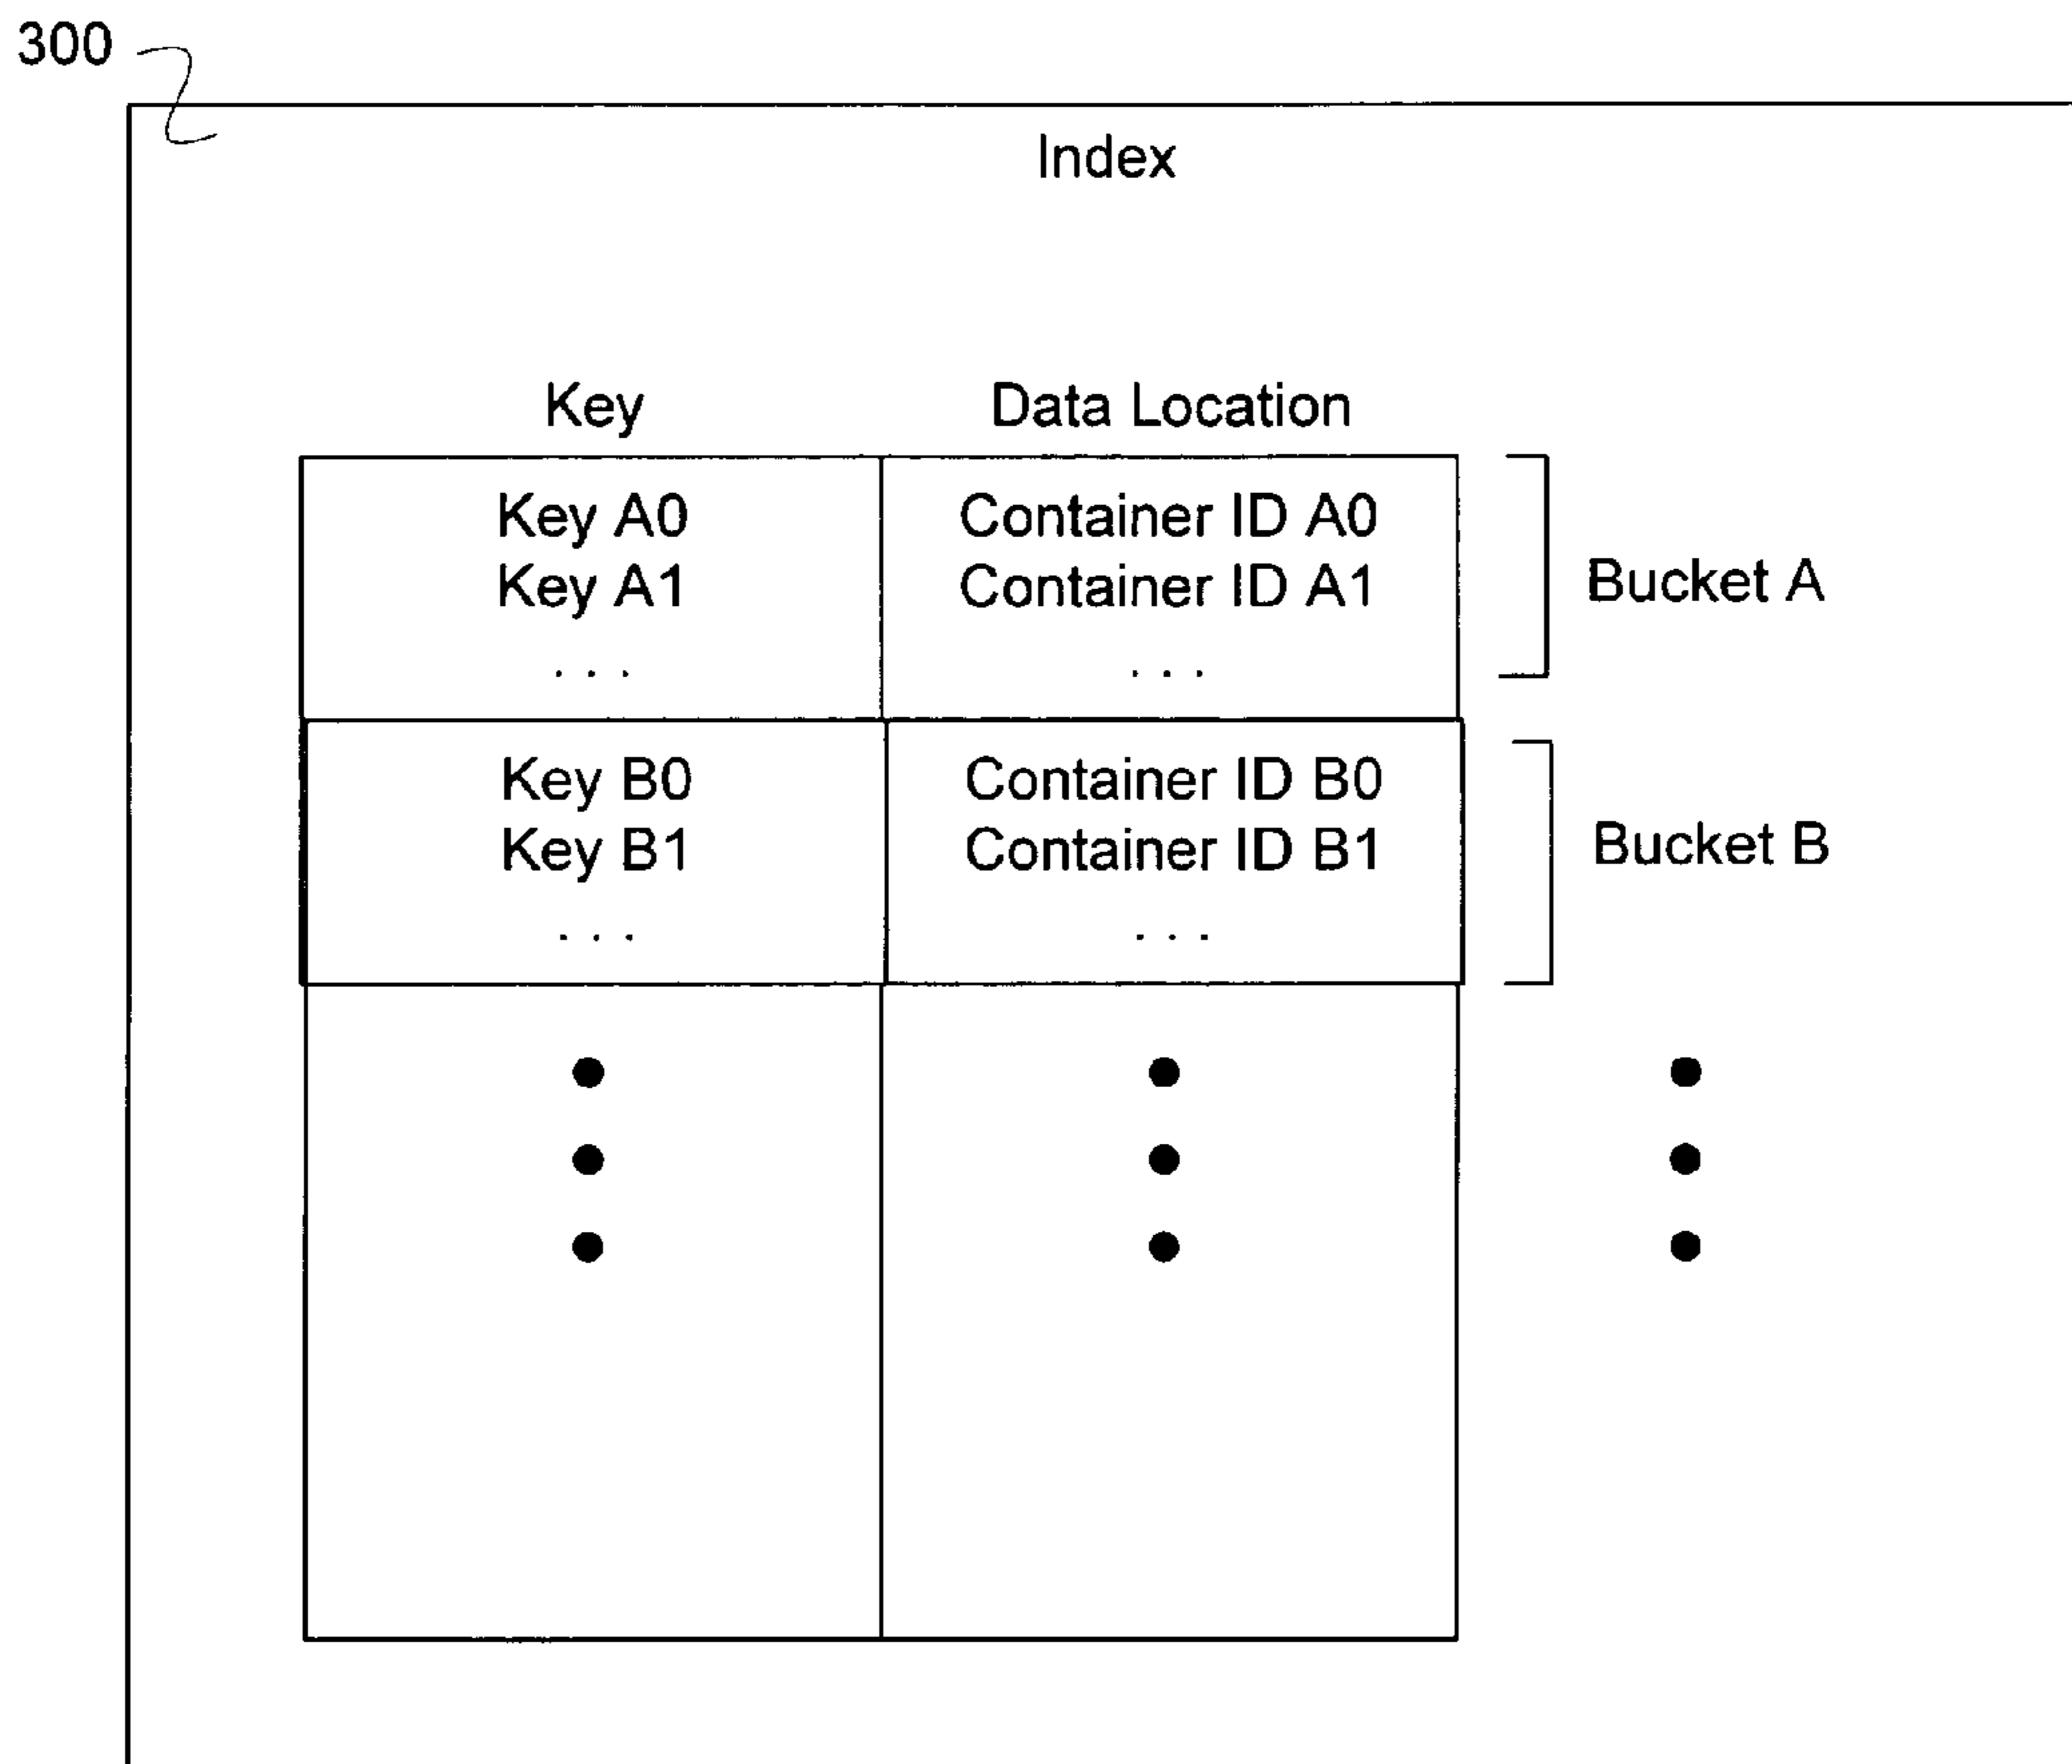 300
Index
Key Data Location
Key A0 Container ID A0
Key A1 Container ID A1
. . . . . .
Bucket A
Key B0 Container ID B0
Key B1 Container ID B1
. . . . . .
Bucket B